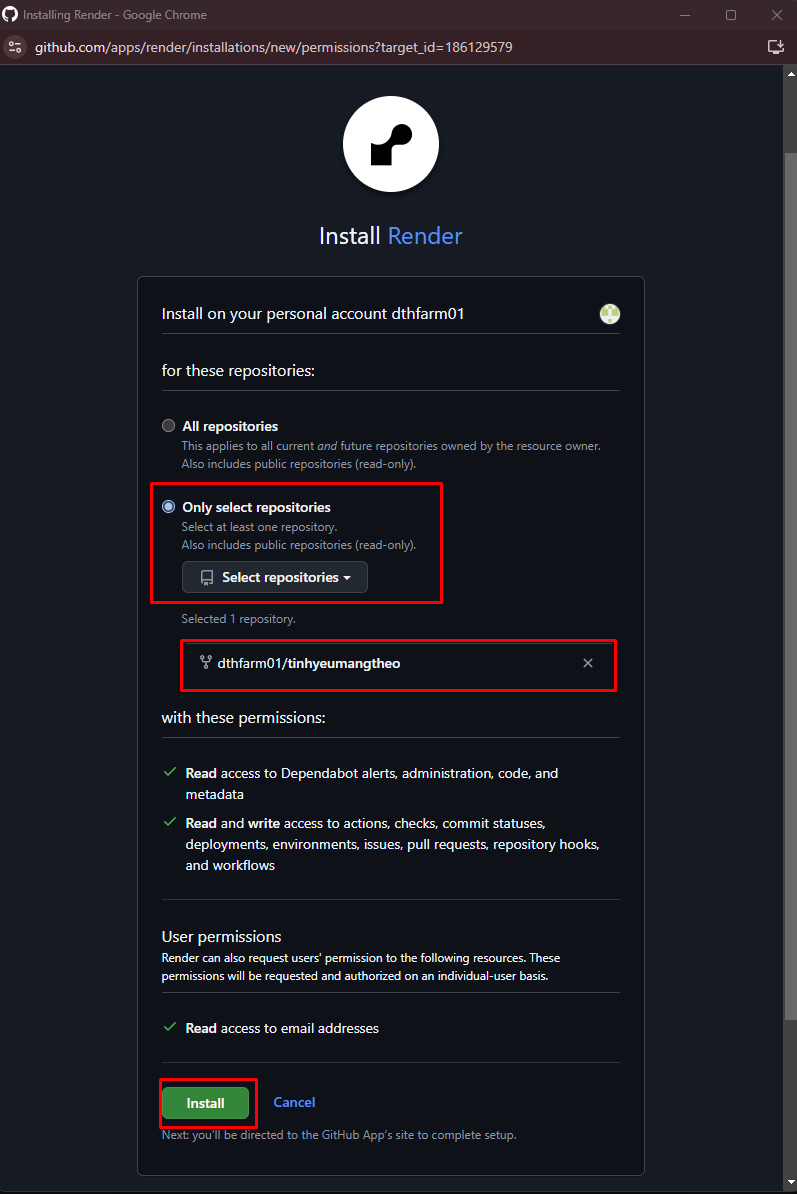 Installing Render - Google Chrome
github.com/apps/render/installations/new/permissions?target_id=186129579
Install Render
Install on your personal account dthfarm01
for these repositories:
All repositories
This applies to all current and future repositories owned by the resource owner.
Also includes public repositories (read-only).
Only select repositories
Select at least one repository.
Also includes public repositories (read-only).
Select repositories
Selected 1 repository.
dthfarm01/tinhyeumangtheo
with these permissions:
Read access to Dependabot alerts, administration, code, and
metadata
Read and write access to actions, checks, commit statuses,
deployments, environments, issues, pull requests, repository hooks,
and workflows
User permissions
Render can also request users' permission to the following resources. These
permissions will be requested and authorized on an individual-user basis.
Read access to email addresses
Install Cancel
Next: you'll be directed to the GitHub App's site to complete setup.